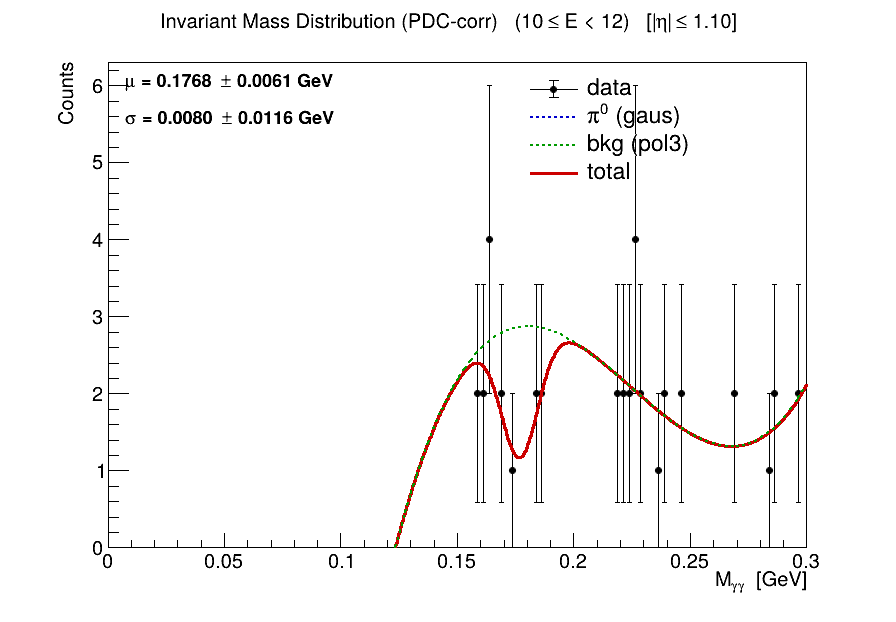 Invariant Mass Distribution (PDC-corr) (10 ≤ E < 12) [|η| ≤ 1.10]
Counts
μ = 0.1768 ± 0.0061 GeV
σ = 0.0080 ± 0.0116 GeV
data
π⁰ (gaus)
bkg (pol3)
total
6
5
4
3
2
1
0
0 0.05 0.1 0.15 0.2 0.25 0.3
Mγγ [GeV]